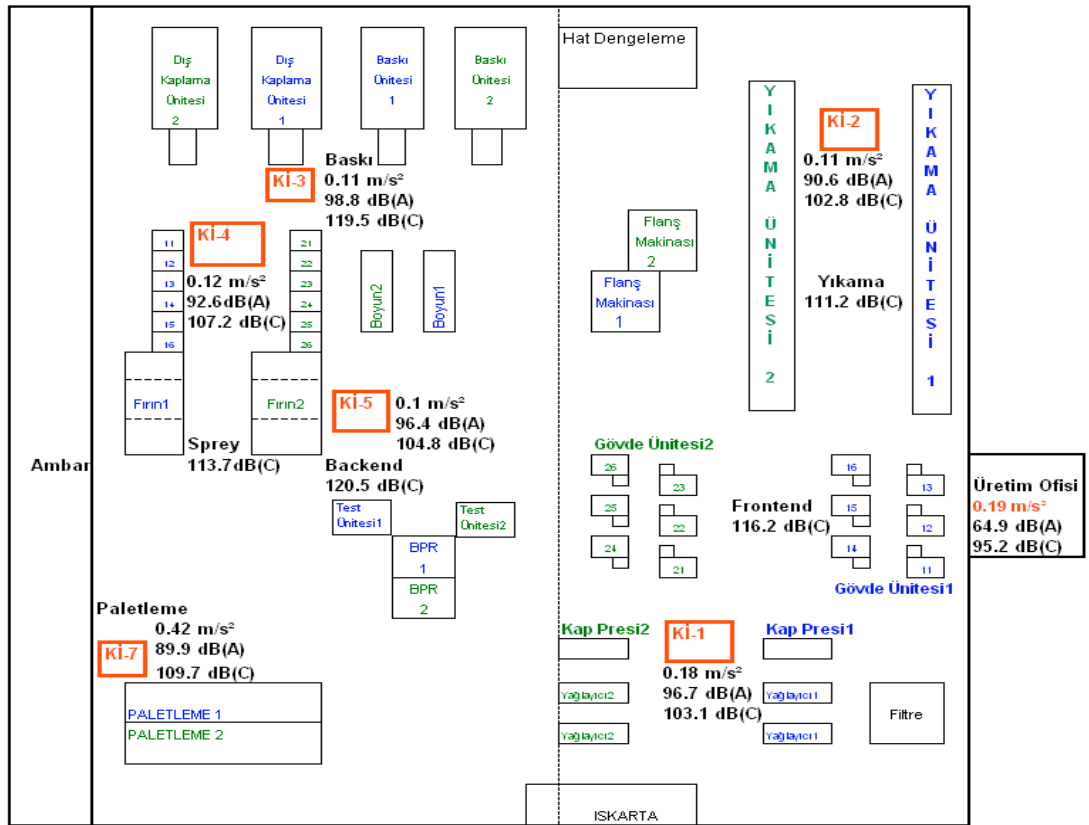 Dış
Kaplama
Ünitesi
2
Dış
Kaplama
Ünitesi
1
Baskı
Ünitesi
1
Baskı
Ünitesi
2
Hat Dengeleme
YIKAMA ÜNİTESİ 2
Kİ-2
0.11 m/s²
90.6 dB(A)
102.8 dB(C)
YIKAMA ÜNİTESİ 1
Baskı
Kİ-3
0.11 m/s²
98.8 dB(A)
119.5 dB(C)
Kİ-4
0.12 m/s²
92.6dB(A)
107.2 dB(C)
11
12
13
14
15
16
21
22
23
24
25
26
Boyun2
Boyun1
Flanş
Makinası
2
Flanş
Makinası
1
Yıkama
111.2 dB(C)
Fırın1
Fırın2
Kİ-5
0.1 m/s²
96.4 dB(A)
104.8 dB(C)
Sprey
113.7dB(C)
Backend
120.5 dB(C)
Ambar
Gövde Ünitesi2
26
25
24
23
22
21
Frontend
116.2 dB(C)
16
15
14
13
12
11
Gövde Ünitesi1
Üretim Ofisi
0.19 m/s²
64.9 dB(A)
95.2 dB(C)
Test
Ünitesi1
Test
Ünitesi2
BPR
1
BPR
2
Paletleme
0.42 m/s²
Kİ-7
89.9 dB(A)
109.7 dB(C)
PALETLEME 1
PALETLEME 2
Kap Presi2
Kİ-1
Kap Presi1
0.18 m/s²
96.7 dB(A)
103.1 dB(C)
Yağlayıcı2
Yağlayıcı2
Yağlayıcı1
Yağlayıcı1
Filtre
ISKARTA